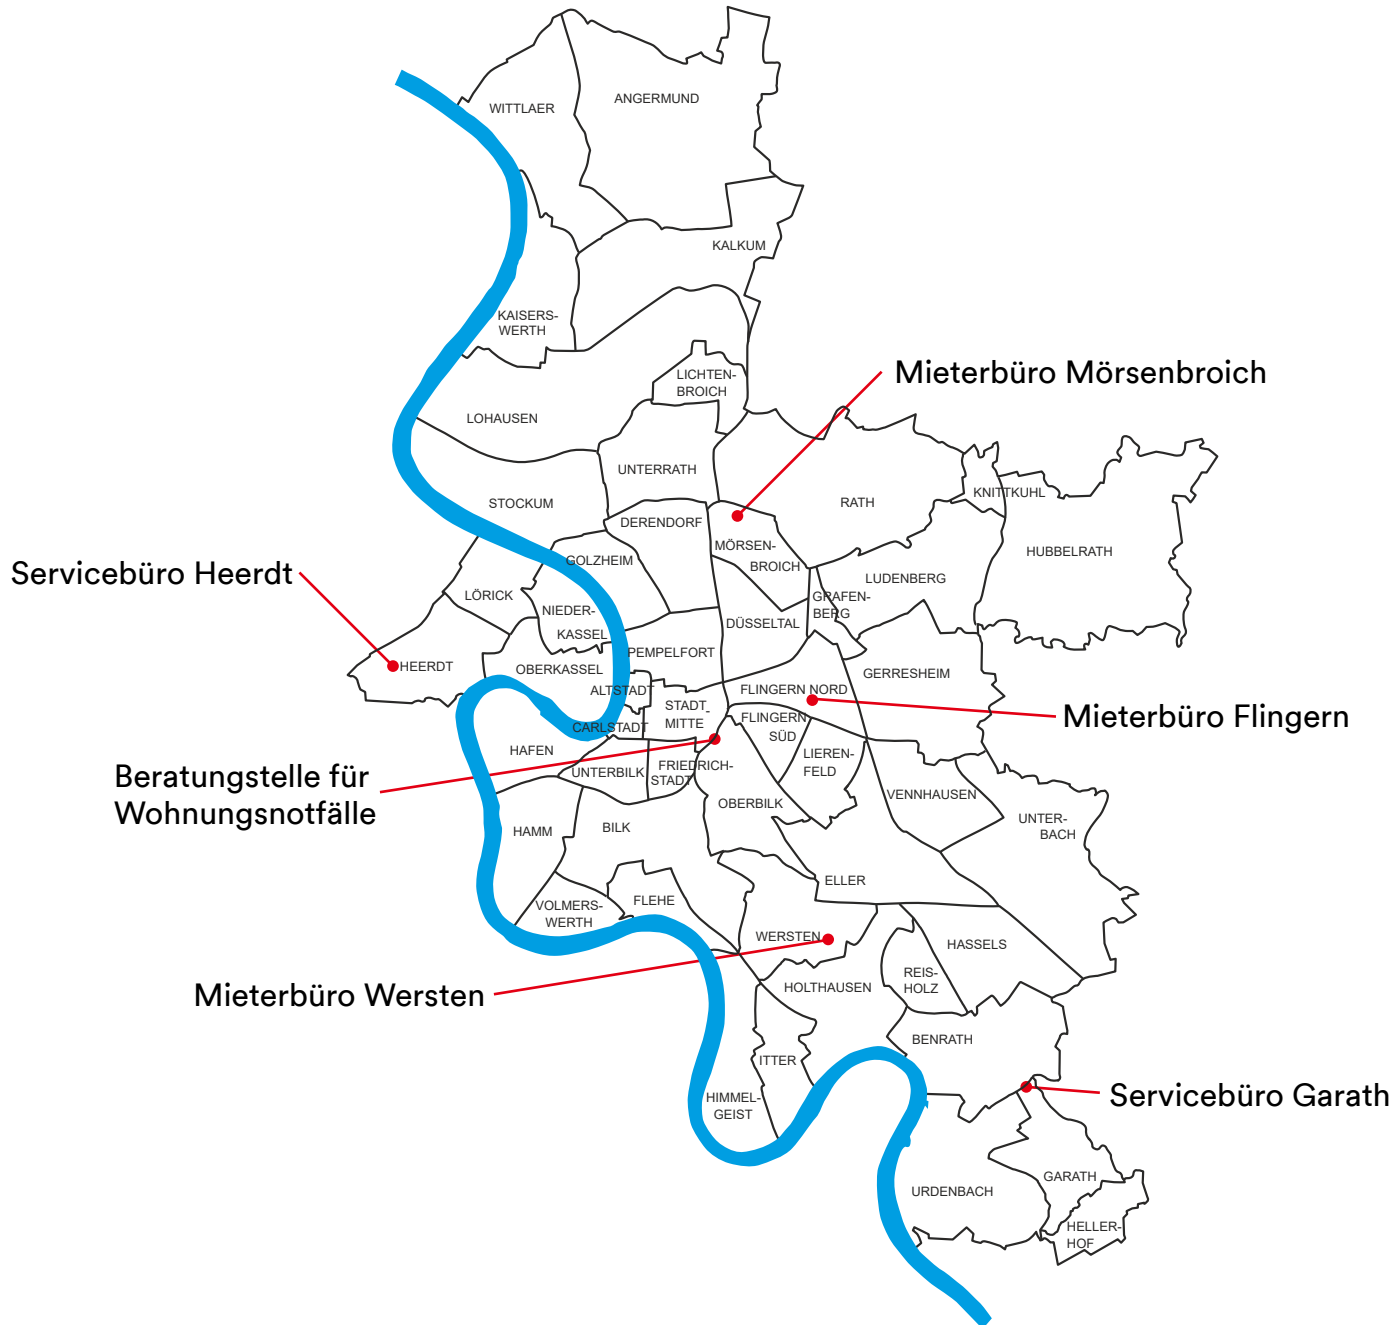 WITTLAER
ANGERMUND
KALKUM
KAISERS-
WERTH
Mieterbüro Mörsenbroich
LICHTEN-
BROICH
LOHAUSEN
UNTERRATH
STOCKUM
DERENDORF
RATH
KNITTKUHL
HUBBELRATH
MÖRSEN-
BROICH
GOLZHEIM
Servicebüro Heerdt
LÖRICK
NIEDER-
KASSEL
LUDENBERG
GRAFEN-
BERG
DÜSSELTAL
HEERDT
OBERKASSEL
PEMPELFORT
GERRESHEIM
ALTSTADT
FLINGERN NORD
STADT-
MITTE
FLINGERN
SÜD
Mieterbüro Flingern
CARLSTADT
HAFEN
LIEREN-
FELD
UNTERBILK
FRIEDRICH-
STADT
Beratungstelle für
Wohnungsnotfälle
OBERBILK
VENNHAUSEN
UNTER-
BACH
HAMM
BILK
ELLER
VOLMERS-
WERTH
FLEHE
WERSTEN
HASSELS
Mieterbüro Wersten
HOLTHAUSEN
REIS-
HOLZ
BENRATH
ITTER
HIMMEL-
GEIST
Servicebüro Garath
URDENBACH
GARATH
HELLER-
HOF